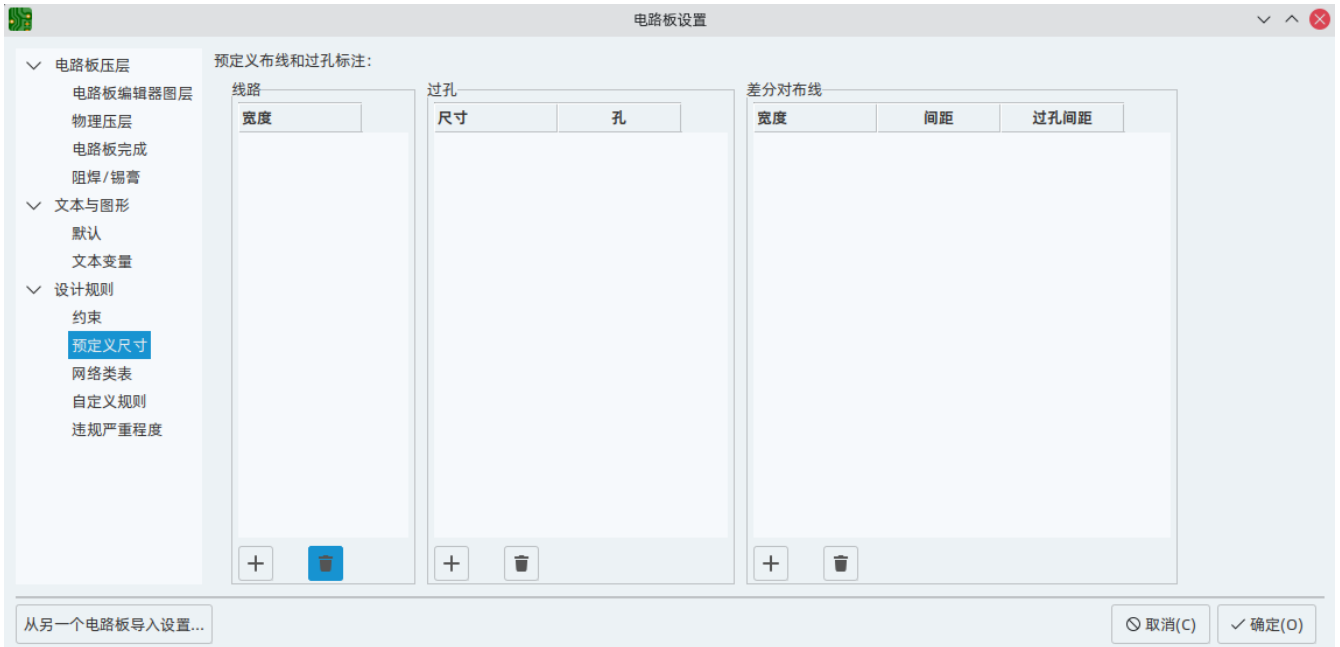 电路板设置
电路板压层
电路板编辑器图层
物理压层
电路板完成
阻焊/锡膏
文本与图形
默认
文本变量
设计规则
约束
预定义尺寸
网络类表
自定义规则
违规严重程度
预定义布线和过孔标注:
线路
宽度
过孔
尺寸 孔
差分对布线
宽度 间距 过孔间距
从另一个电路板导入设置...
取消(C) 确定(O)